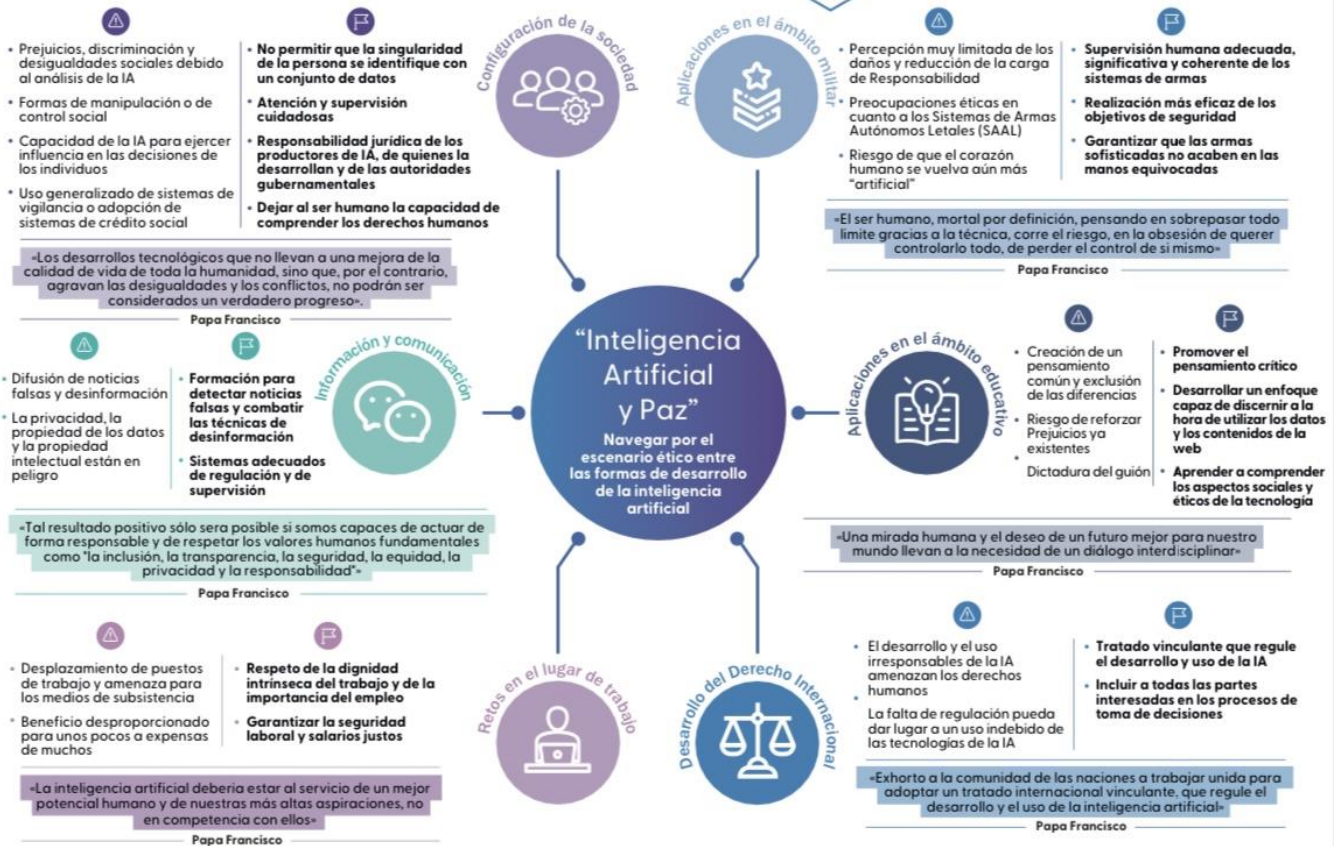 Configuración de la sociedad
• Prejuicios, discriminación y
desigualdades sociales debido
al análisis de la IA
• Formas de manipulación o de
control social
• Capacidad de la IA para ejercer
influencia en las decisiones de
los individuos
• Uso generalizado de sistemas de
vigilancia o adopción de
sistemas de crédito social
• No permitir que la singularidad
de la persona se identifique con
un conjunto de datos
• Atención y supervisión
cuidadosas
• Responsabilidad jurídica de los
productores de IA, de quienes la
desarrollan y de las autoridades
gubernamentales
• Dejar al ser humano la capacidad de
comprender los derechos humanos
«Los desarrollos tecnológicos que no llevan a una mejora de la
calidad de vida de toda la humanidad, sino que, por el contrario,
agravan las desigualdades y los conflictos, no podrán ser
considerados un verdadero progreso».
Papa Francisco
Aplicaciones en el ámbito militar
• Percepción muy limitada de los
daños y reducción de la carga
de Responsabilidad
• Preocupaciones éticas en
cuanto a los Sistemas de Armas
Autónomos Letales (SAAL)
• Riesgo de que el corazón
humano se vuelva aún más
"artificial"
• Supervisión humana adecuada,
significativa y coherente de los
sistemas de armas
• Realización más eficaz de los
objetivos de seguridad
• Garantizar que las armas
sofisticadas no acaben en las
manos equivocadas
«El ser humano, mortal por definición, pensando en sobrepasar todo
límite gracias a la técnica, corre el riesgo, en la obsesión de querer
controlarlo todo, de perder el control de si mismo»
Papa Francisco
Información y comunicación
• Difusión de noticias
falsas y desinformación
• La privacidad, la
propiedad de los datos
y la propiedad
intelectual están en
peligro
• Formación para
detectar noticias
falsas y combatir
las técnicas de
desinformación
• Sistemas adecuados
de regulación y de
supervisión
«Tal resultado positivo sólo sera posible si somos capaces de actuar de
forma responsable y de respetar los valores humanos fundamentales
como "la inclusión, la transparencia, la seguridad, la equidad, la
privacidad y la responsabilidad"»
Papa Francisco
"Inteligencia
Artificial
y Paz"
Navegar por el
escenario ético entre
las formas de desarrollo
de la inteligencia
artificial
Aplicaciones en el ámbito educativo
• Creación de un
pensamiento
común y exclusión
de las diferencias
• Riesgo de reforzar
Prejuicios ya
existentes
•
Dictadura del guión
• Promover el
pensamiento crítico
• Desarrollar un enfoque
capaz de discernir a la
hora de utilizar los datos
y los contenidos de la
web
• Aprender a comprender
los aspectos sociales y
éticos de la tecnología
«Una mirada humana y el deseo de un futuro mejor para nuestro
mundo llevan a la necesidad de un diálogo interdisciplinar»
Papa Francisco
Retos en el lugar de trabajo
• Desplazamiento de puestos
de trabajo y amenaza para
los medios de subsistencia
• Beneficio desproporcionado
para unos pocos a expensas
de muchos
• Respeto de la dignidad
intrínseca del trabajo y de la
importancia del empleo
• Garantizar la seguridad
laboral y salarios justos
«La inteligencia artificial deberia estar al servicio de un mejor
potencial humano y de nuestras más altas aspiraciones, no
en competencia con ellos»
Papa Francisco
Desarrollo del Derecho Internacional
• El desarrollo y el uso
irresponsables de la IA
amenazan los derechos
humanos
•
La falta de regulación pueda
dar lugar a un uso indebido de
las tecnologías de la IA
• Tratado vinculante que regule
el desarrollo y uso de la IA
• Incluir a todas las partes
interesadas en los procesos de
toma de decisiones
«Exhorto a la comunidad de las naciones a trabajar unida para
adoptar un tratado internacional vinculante, que regule el
desarrollo y el uso de la inteligencia artificial»
Papa Francisco